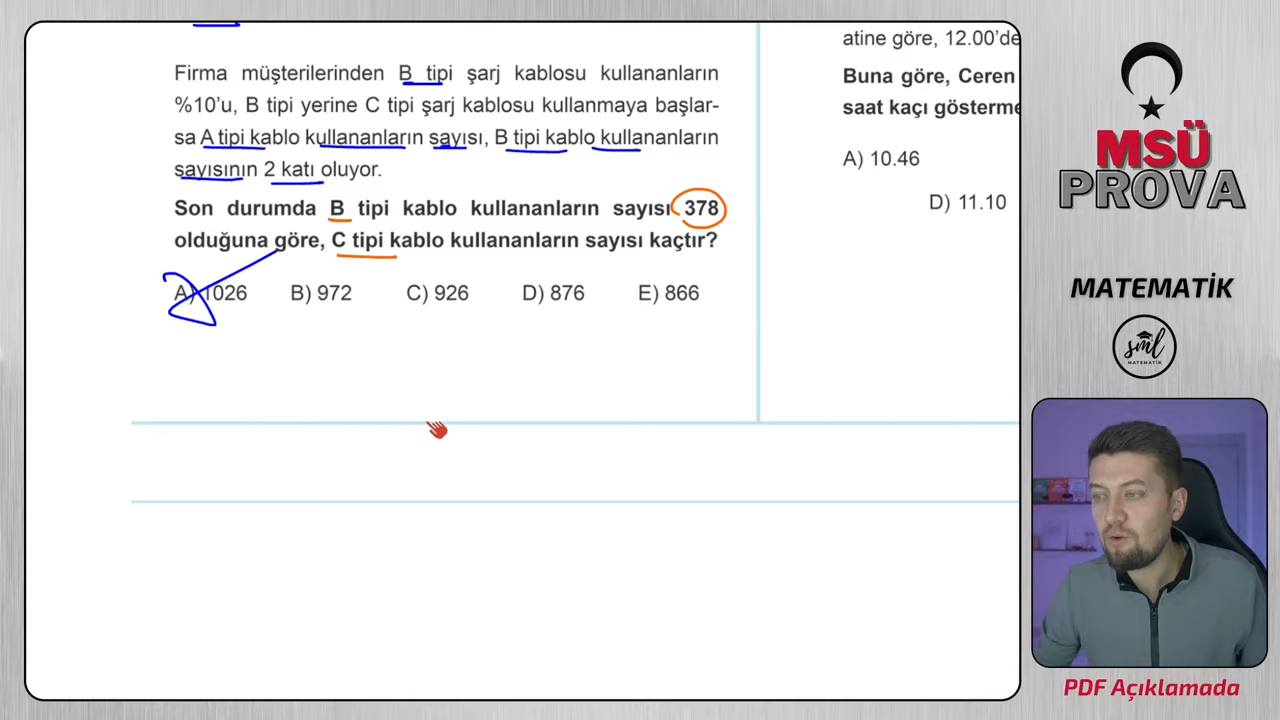 Firma müşterilerinden B tipi şarj kablosu kullananların
%10'u, B tipi yerine C tipi şarj kablosu kullanmaya başlar-
sa A tipi kablo kullananların sayısı, B tipi kablo kullananların
sayısının 2 katı oluyor.
Son durumda B tipi kablo kullananların sayısı 378
olduğuna göre, C tipi kablo kullananların sayısı kaçtır?
A) 1026 B) 972 C) 926 D) 876 E) 866
atine göre, 12.00'de
Buna göre, Ceren
saat kaçı gösterme
A) 10.46
D) 11.10
MSÜ
PROVA
MATEMATİK
sml
MATEMATİK
PDF Açıklamada